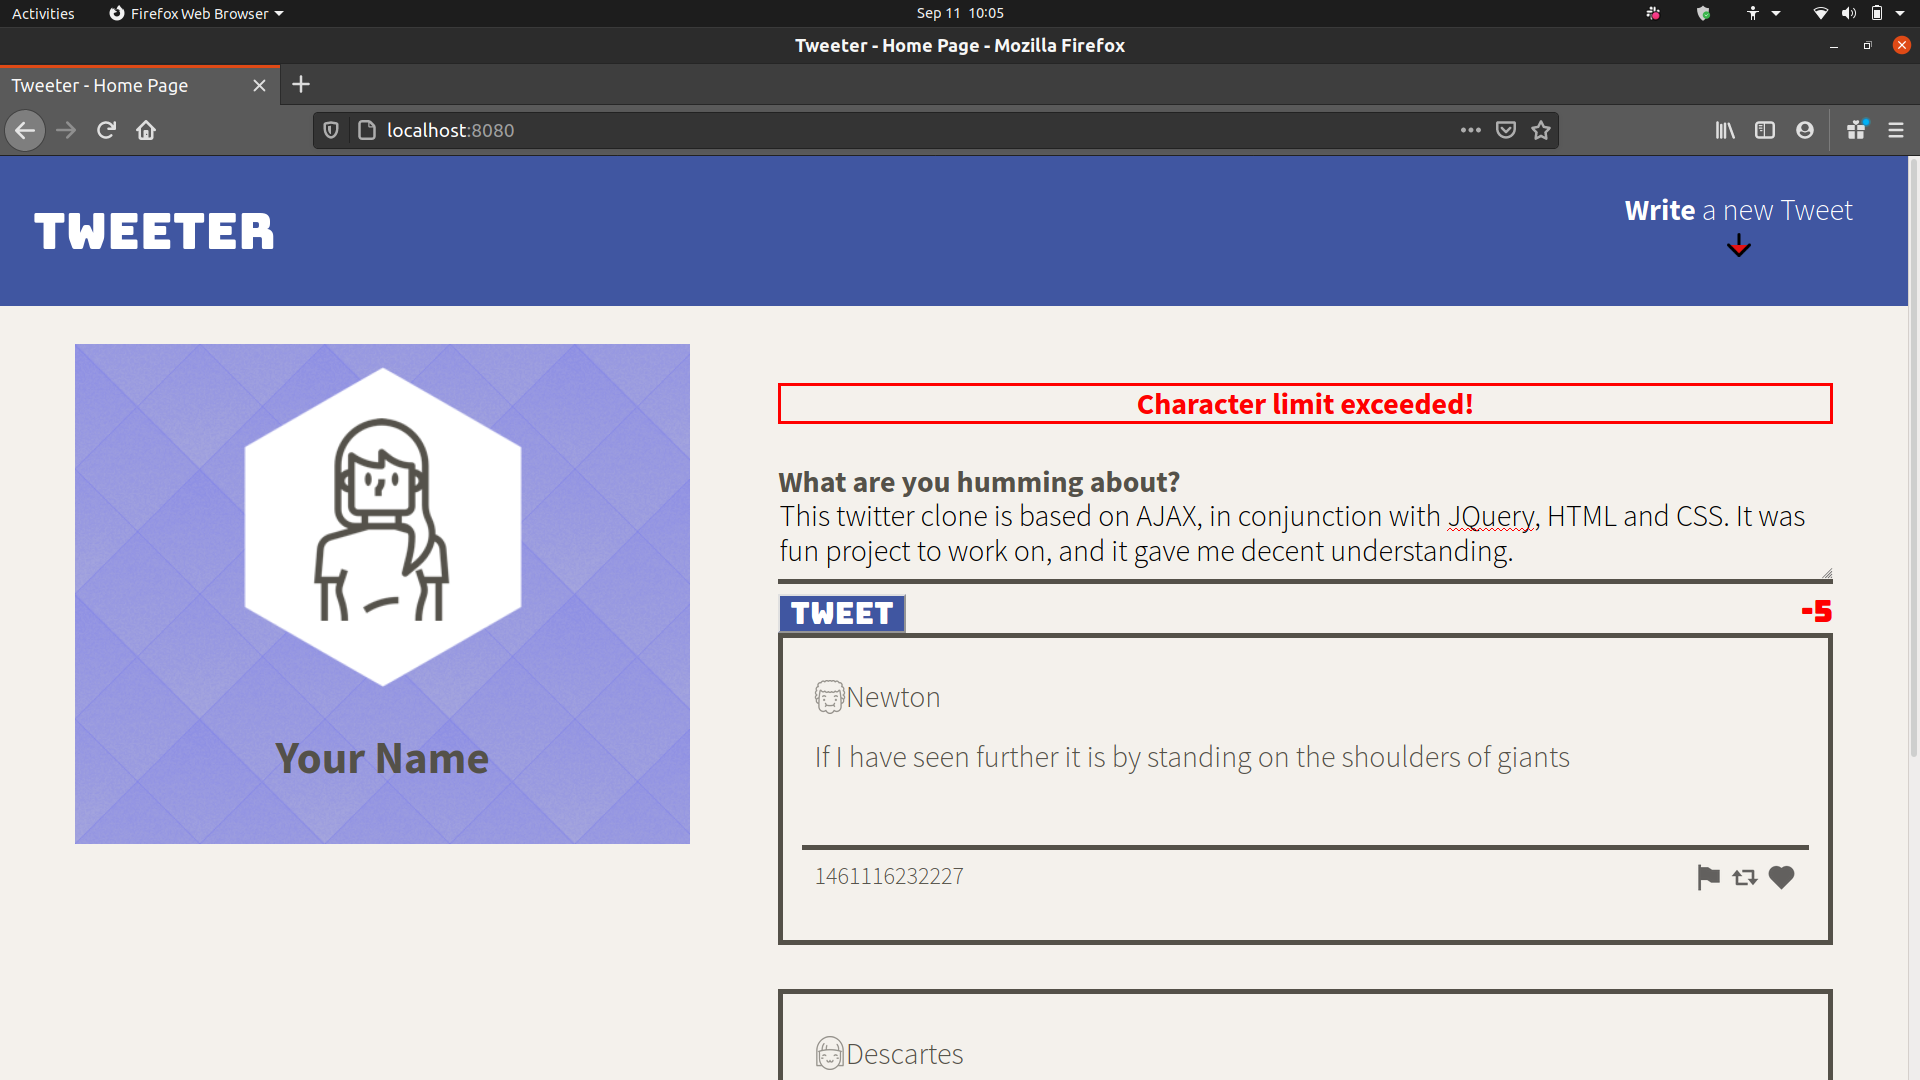 Activities
Firefox Web Browser
Sep 11 10:05
Tweeter - Home Page - Mozilla Firefox
Tweeter - Home Page
localhost:8080
TWEETER
Write a new Tweet
Your Name
Character limit exceeded!
What are you humming about?
This twitter clone is based on AJAX, in conjunction with JQuery, HTML and CSS. It was
fun project to work on, and it gave me decent understanding.
TWEET
-5
Newton
If I have seen further it is by standing on the shoulders of giants
1461116232227
Descartes